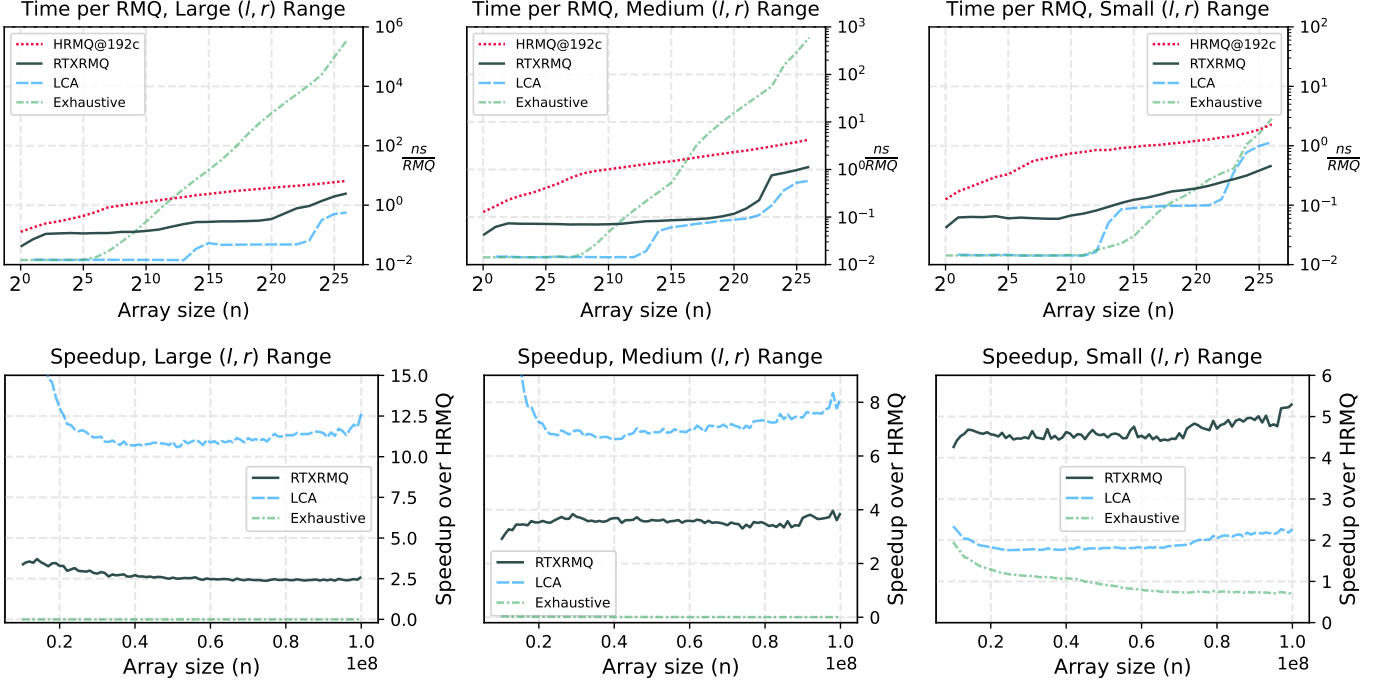 Time per RMQ, Large (l, r) Range
HRMQ@192c
RTXRMQ
LCA
Exhaustive
10^6
10^4
10^2
10^0
10^−2
ns/RMQ
2^0 2^5 2^10 2^15 2^20 2^25
Array size (n)
Time per RMQ, Medium (l, r) Range
HRMQ@192c
RTXRMQ
LCA
Exhaustive
10^3
10^2
10^1
10^0
10^−1
10^−2
ns/RMQ
2^0 2^5 2^10 2^15 2^20 2^25
Array size (n)
Time per RMQ, Small (l, r) Range
HRMQ@192c
RTXRMQ
LCA
Exhaustive
10^2
10^1
10^0
10^−1
10^−2
ns/RMQ
2^0 2^5 2^10 2^15 2^20 2^25
Array size (n)
Speedup, Large (l, r) Range
15.0
12.5
10.0
7.5
5.0
2.5
0.0
Speedup over HRMQ
RTXRMQ
LCA
Exhaustive
0.2 0.4 0.6 0.8 1.0
1e8
Array size (n)
Speedup, Medium (l, r) Range
8
6
4
2
0
Speedup over HRMQ
RTXRMQ
LCA
Exhaustive
0.2 0.4 0.6 0.8 1.0
1e8
Array size (n)
Speedup, Small (l, r) Range
6
5
4
3
2
1
0
Speedup over HRMQ
RTXRMQ
LCA
Exhaustive
0.2 0.4 0.6 0.8 1.0
1e8
Array size (n)